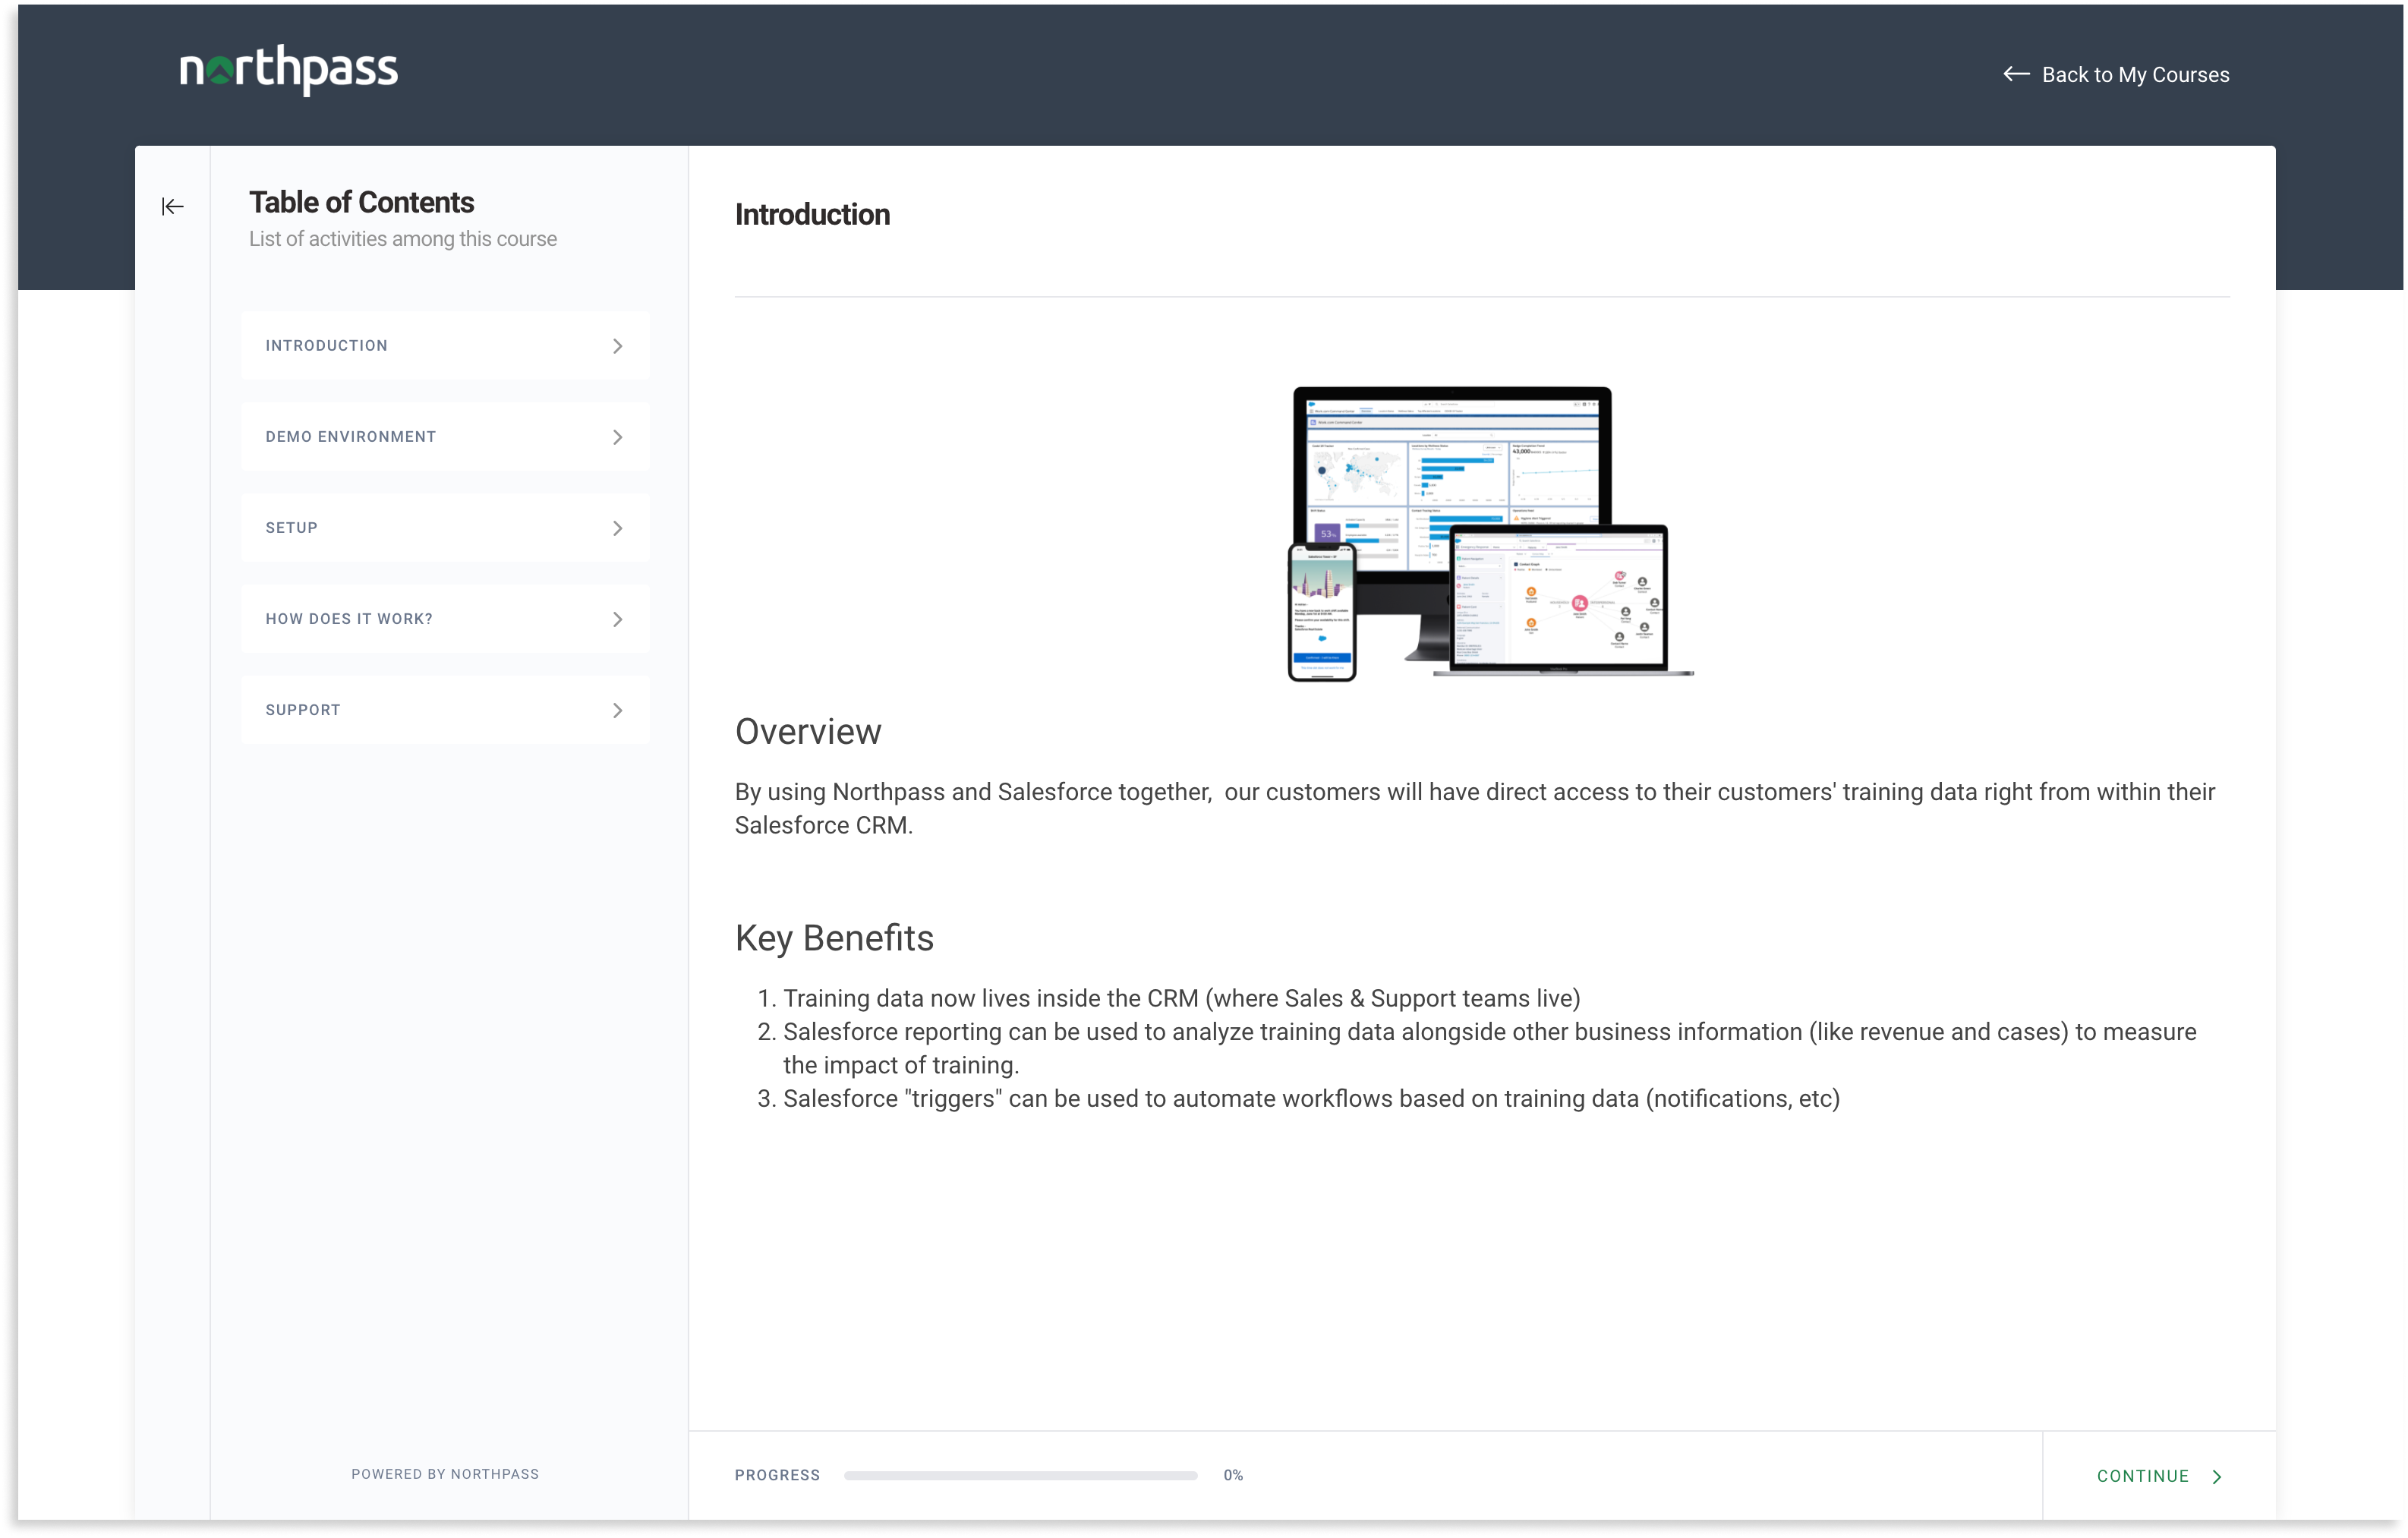 northpass
Back to My Courses
Table of Contents
List of activities among this course
INTRODUCTION
DEMO ENVIRONMENT
SETUP
HOW DOES IT WORK?
SUPPORT
POWERED BY NORTHPASS
Introduction
43,000
53%
Overview
By using Northpass and Salesforce together,  our customers will have direct access to their customers' training data right from within their
Salesforce CRM.
Key Benefits
1. Training data now lives inside the CRM (where Sales & Support teams live)
2. Salesforce reporting can be used to analyze training data alongside other business information (like revenue and cases) to measure
the impact of training.
3. Salesforce "triggers" can be used to automate workflows based on training data (notifications, etc)
PROGRESS
0%
CONTINUE